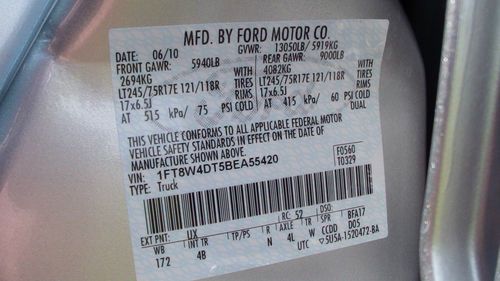 MFD. BY FORD MOTOR CO.
DATE: 06/10 GVWR: 13050LB/ 5919KG
FRONT GAWR: 5940LB REAR GAWR: 9000LB
2694KG WITH 4082KG WITH
LT245/75R17E 121/118R TIRES LT245/75R17E 121/118R TIRES
17x6.5J RIMS 17x6.5J RIMS
AT 515 kPa/ 75 PSI COLD AT 415 kPa/ 60 PSI COLD
DUAL
THIS VEHICLE CONFORMS TO ALL APPLICABLE FEDERAL MOTOR
VEHICLE SAFETY STANDARDS IN EFFECT ON THE DATE OF
MANUFACTURE SHOWN ABOVE.
VIN: 1FT8W4DT5BEA55420 F0560
TYPE: Truck T0329
EXT PNT: UX RC: 52 DSO:
WB INT TR TP/PS R AXLE TR SPR BFA17
172 4B N 4L W CCDD D05
UTC 5U5A-1520472-BA